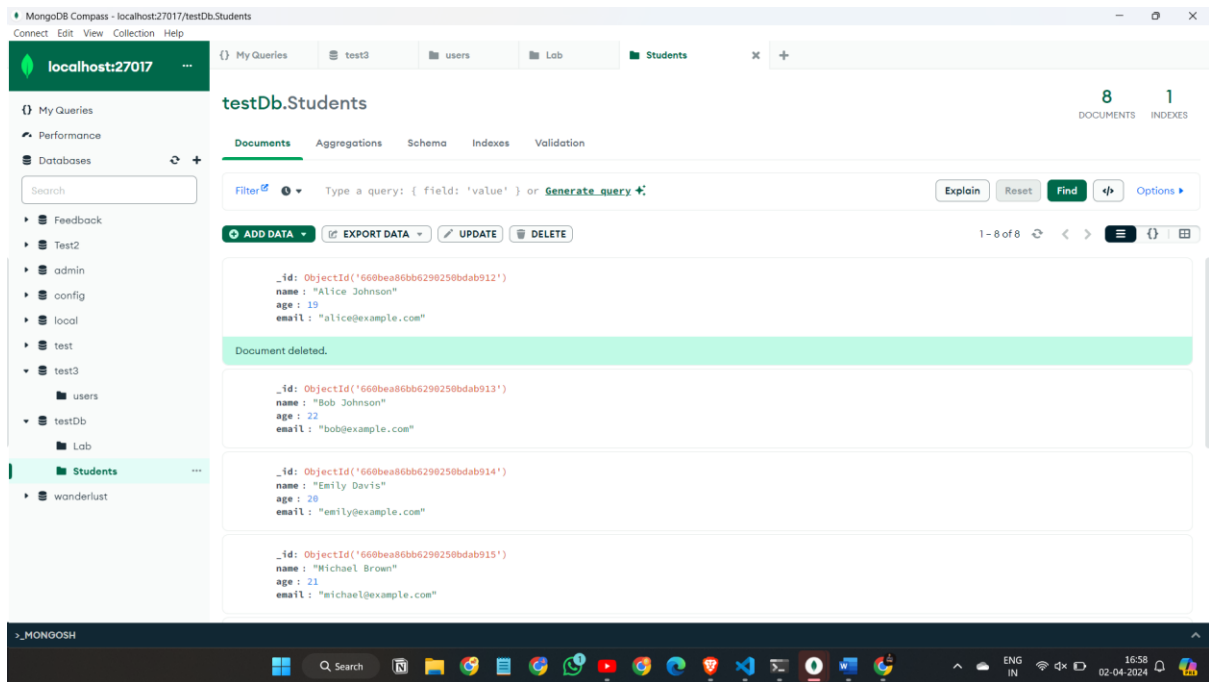 MongoDB Compass - localhost:27017/testDb.Students
Connect Edit View Collection Help
localhost:27017 ...
{} My Queries
test3
users
Lab
Students
{} My Queries
Performance
Databases
Search
Feedback
Test2
admin
config
local
test
test3
users
testDb
Lab
Students ...
wanderlust
testDb.Students
8
DOCUMENTS
1
INDEXES
Documents Aggregations Schema Indexes Validation
Filter Type a query: { field: 'value' } or Generate query
Explain Reset Find </> Options
ADD DATA EXPORT DATA UPDATE DELETE
1 – 8 of 8 {}
_id: ObjectId('660bea86bb6290250bdab912')
name : "Alice Johnson"
age : 19
email : "alice@example.com"
Document deleted.
_id: ObjectId('660bea86bb6290250bdab913')
name : "Bob Johnson"
age : 22
email : "bob@example.com"
_id: ObjectId('660bea86bb6290250bdab914')
name : "Emily Davis"
age : 20
email : "emily@example.com"
_id: ObjectId('660bea86bb6290250bdab915')
name : "Michael Brown"
age : 21
email : "michael@example.com"
>_MONGOSH
Search
1
ENG
IN
16:58
02-04-2024